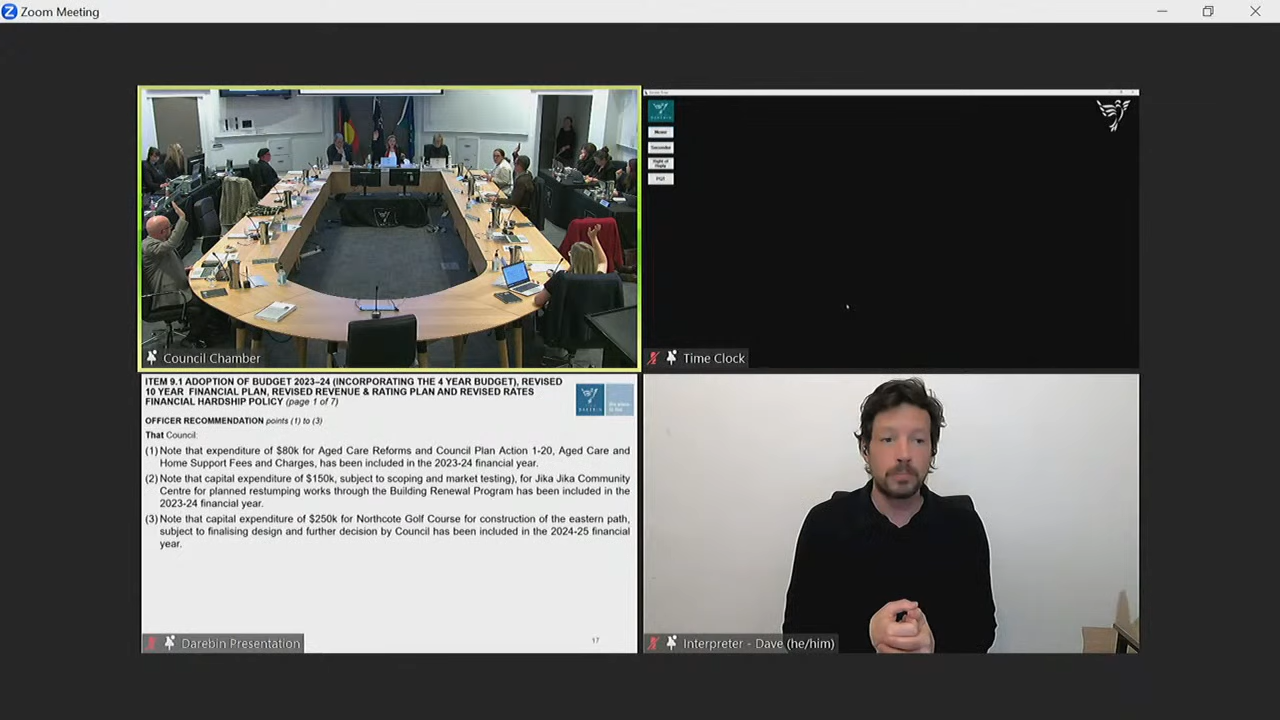 Zoom Meeting
Council Chamber
Move
Seconder
Right of
Reply
PQT
Time Clock
ITEM 9.1 ADOPTION OF BUDGET 2023–24 (INCORPORATING THE 4 YEAR BUDGET), REVISED
10 YEAR FINANCIAL PLAN, REVISED REVENUE & RATING PLAN AND REVISED RATES
FINANCIAL HARDSHIP POLICY (page 1 of 7)
DAREBIN
OFFICER RECOMMENDATION points (1) to (3)
That Council:
(1) Note that expenditure of $80k for Aged Care Reforms and Council Plan Action 1-20, Aged Care and
Home Support Fees and Charges, has been included in the 2023-24 financial year.
(2) Note that capital expenditure of $150k, subject to scoping and market testing), for Jika Jika Community
Centre for planned restumping works through the Building Renewal Program has been included in the
2023-24 financial year.
(3) Note that capital expenditure of $250k for Northcote Golf Course for construction of the eastern path,
subject to finalising design and further decision by Council has been included in the 2024-25 financial
year.
17
Darebin Presentation
Interpreter - Dave (he/him)